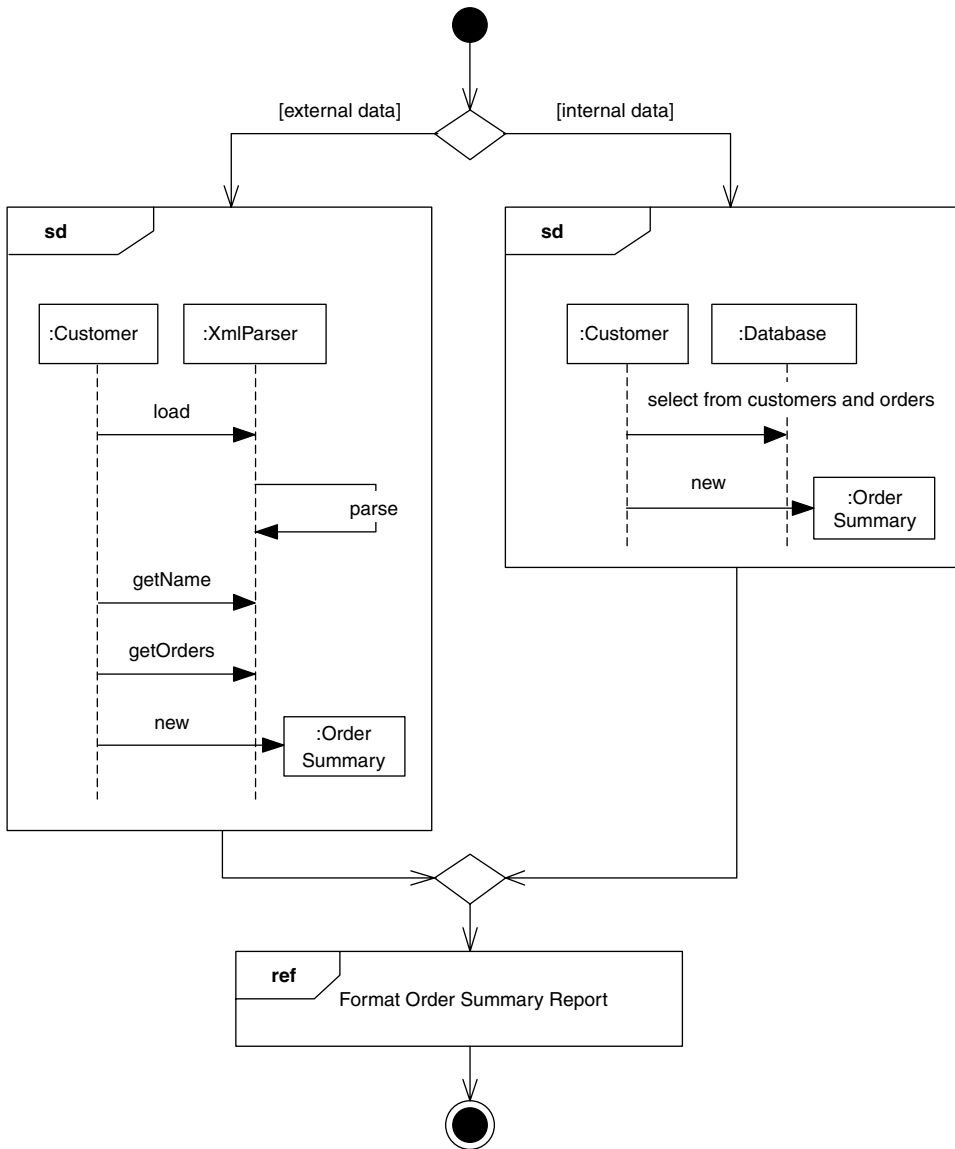 [external data]
[internal data]
sd
:Customer
:XmlParser
load
parse
getName
getOrders
new
:Order
Summary
sd
:Customer
:Database
select from customers and orders
new
:Order
Summary
ref
Format Order Summary Report